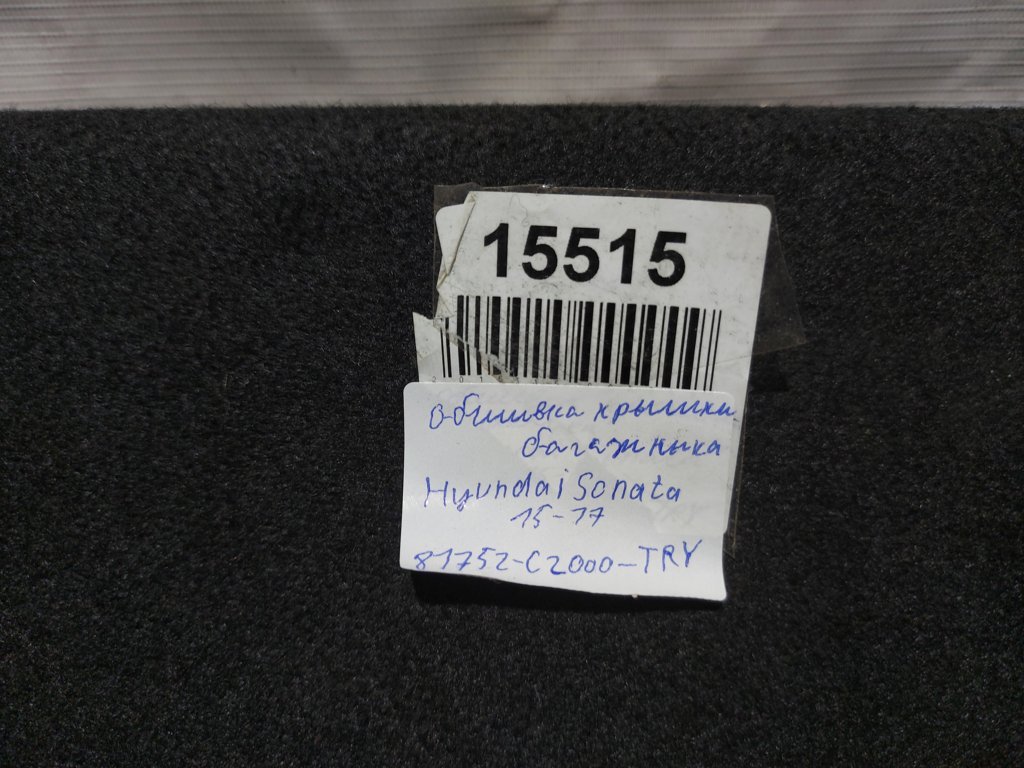 15515
Обшивка крышки
багажника
Hyundai Sonata
15-17
81752-C2000-TRY